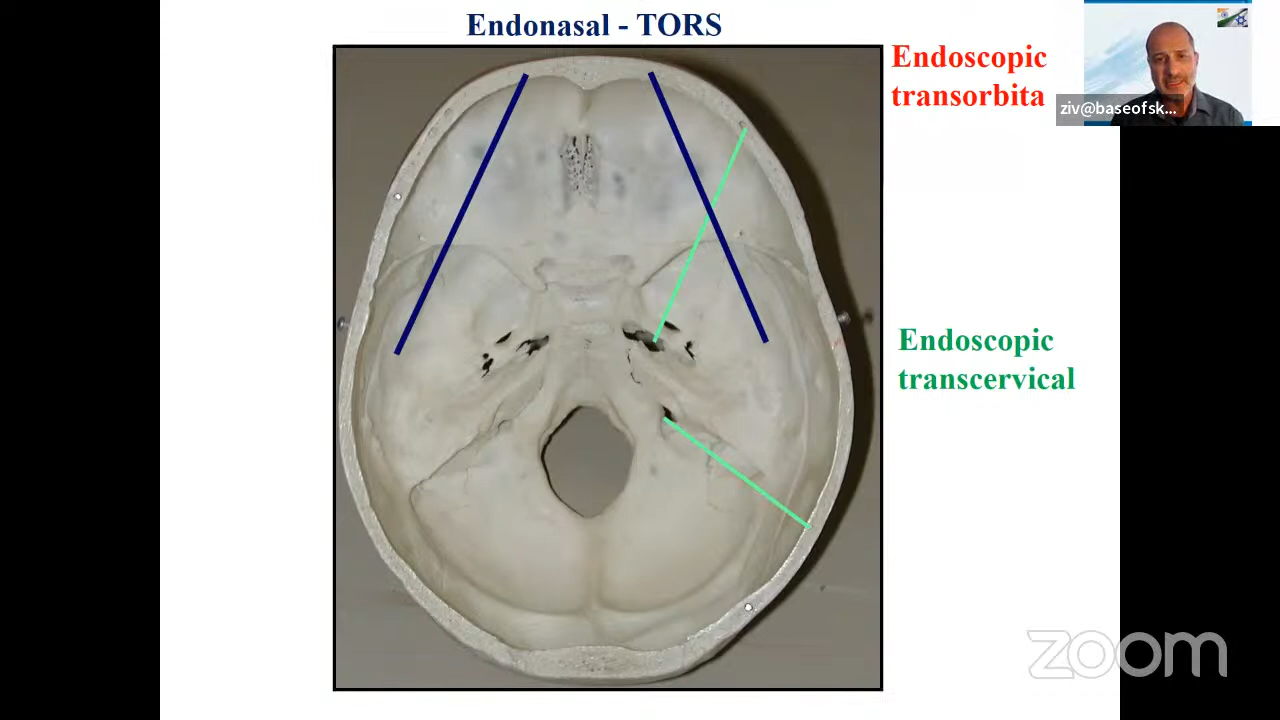 Endonasal - TORS
Endoscopic
transorbita
ziv@baseofsk...
Endoscopic
transcervical
zoom